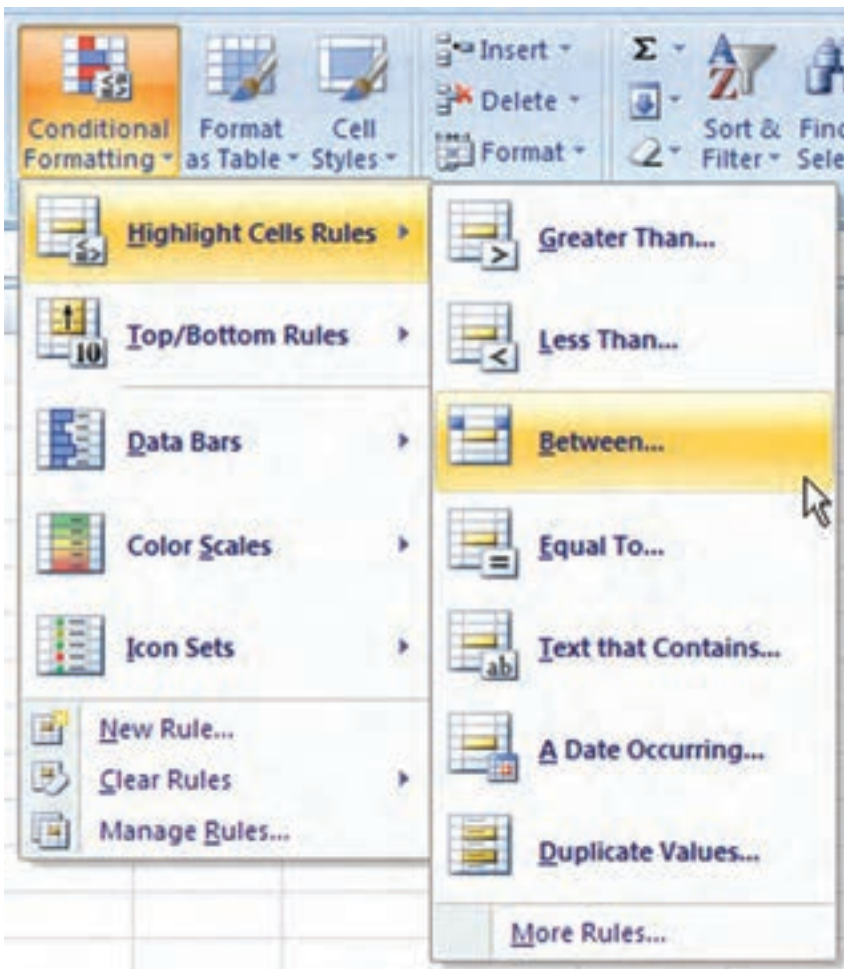 Conditional
Formatting
Format
as Table
Cell
Styles
Insert
Delete
Format
Σ
A
Z
Sort &
Filter
Highlight Cells Rules
Top/Bottom Rules
10
Data Bars
Color Scales
Icon Sets
New Rule...
Clear Rules
Manage Rules...
>
Greater Than...
<
Less Than...
Between...
=
Equal To...
ab
Text that Contains...
A Date Occurring...
Duplicate Values...
More Rules...